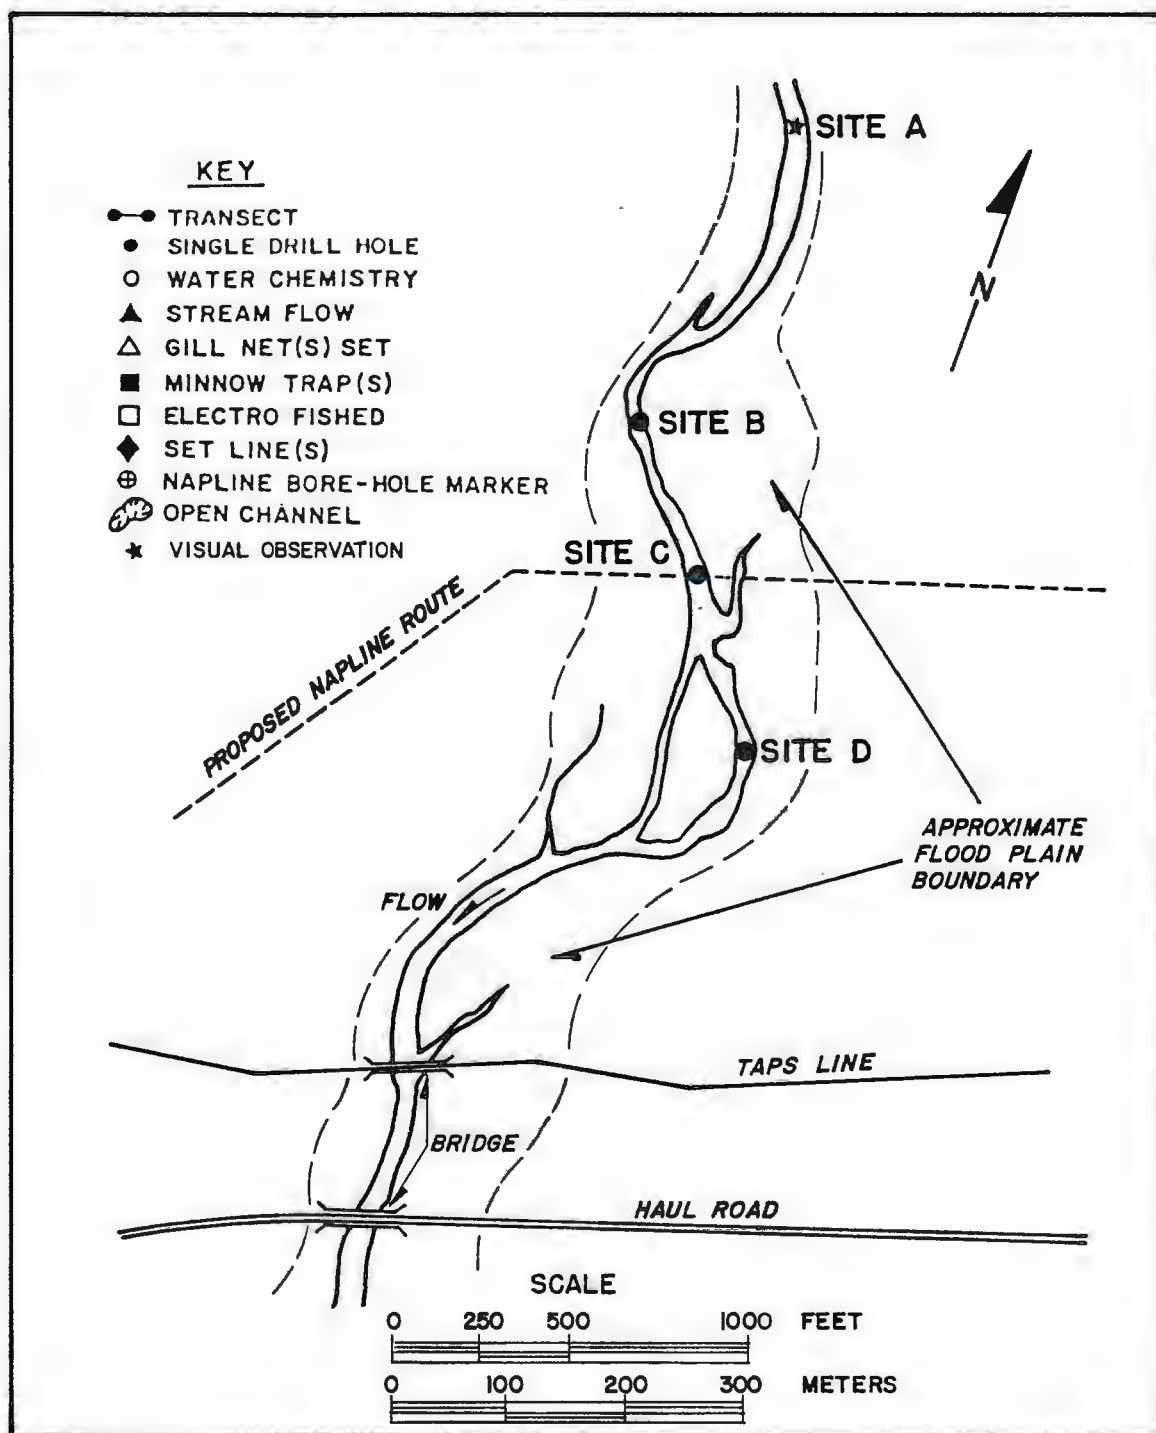 KEY
TRANSECT
SINGLE DRILL HOLE
WATER CHEMISTRY
STREAM FLOW
GILL NET(S) SET
MINNOW TRAP(S)
ELECTRO FISHED
SET LINE(S)
NAPLINE BORE-HOLE MARKER
OPEN CHANNEL
VISUAL OBSERVATION
SITE A
N
SITE B
SITE C
PROPOSED NAPLINE ROUTE
SITE D
APPROXIMATE
FLOOD PLAIN
BOUNDARY
FLOW
TAPS LINE
BRIDGE
HAUL ROAD
SCALE
0 250 500 1000 FEET
0 100 200 300 METERS